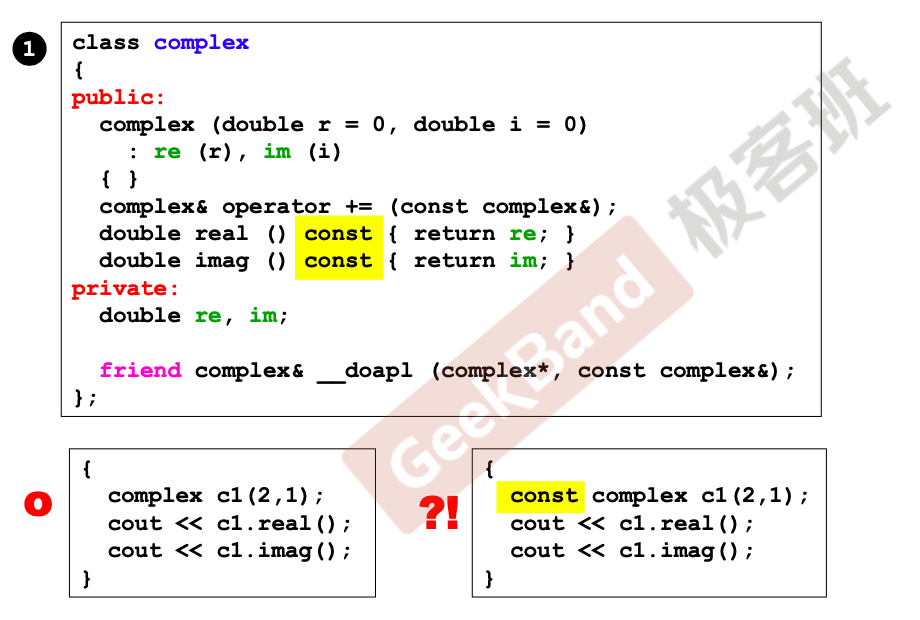 1
class complex
{
public:
complex (double r = 0, double i = 0)
: re (r), im (i)
{ }
complex& operator += (const complex&);
double real () const { return re; }
double imag () const { return im; }
private:
double re, im;
friend complex& __doapl (complex*, const complex&);
};
GeekBand 极客班
O
{
complex c1(2,1);
cout << c1.real();
cout << c1.imag();
}
?!
{
const complex c1(2,1);
cout << c1.real();
cout << c1.imag();
}